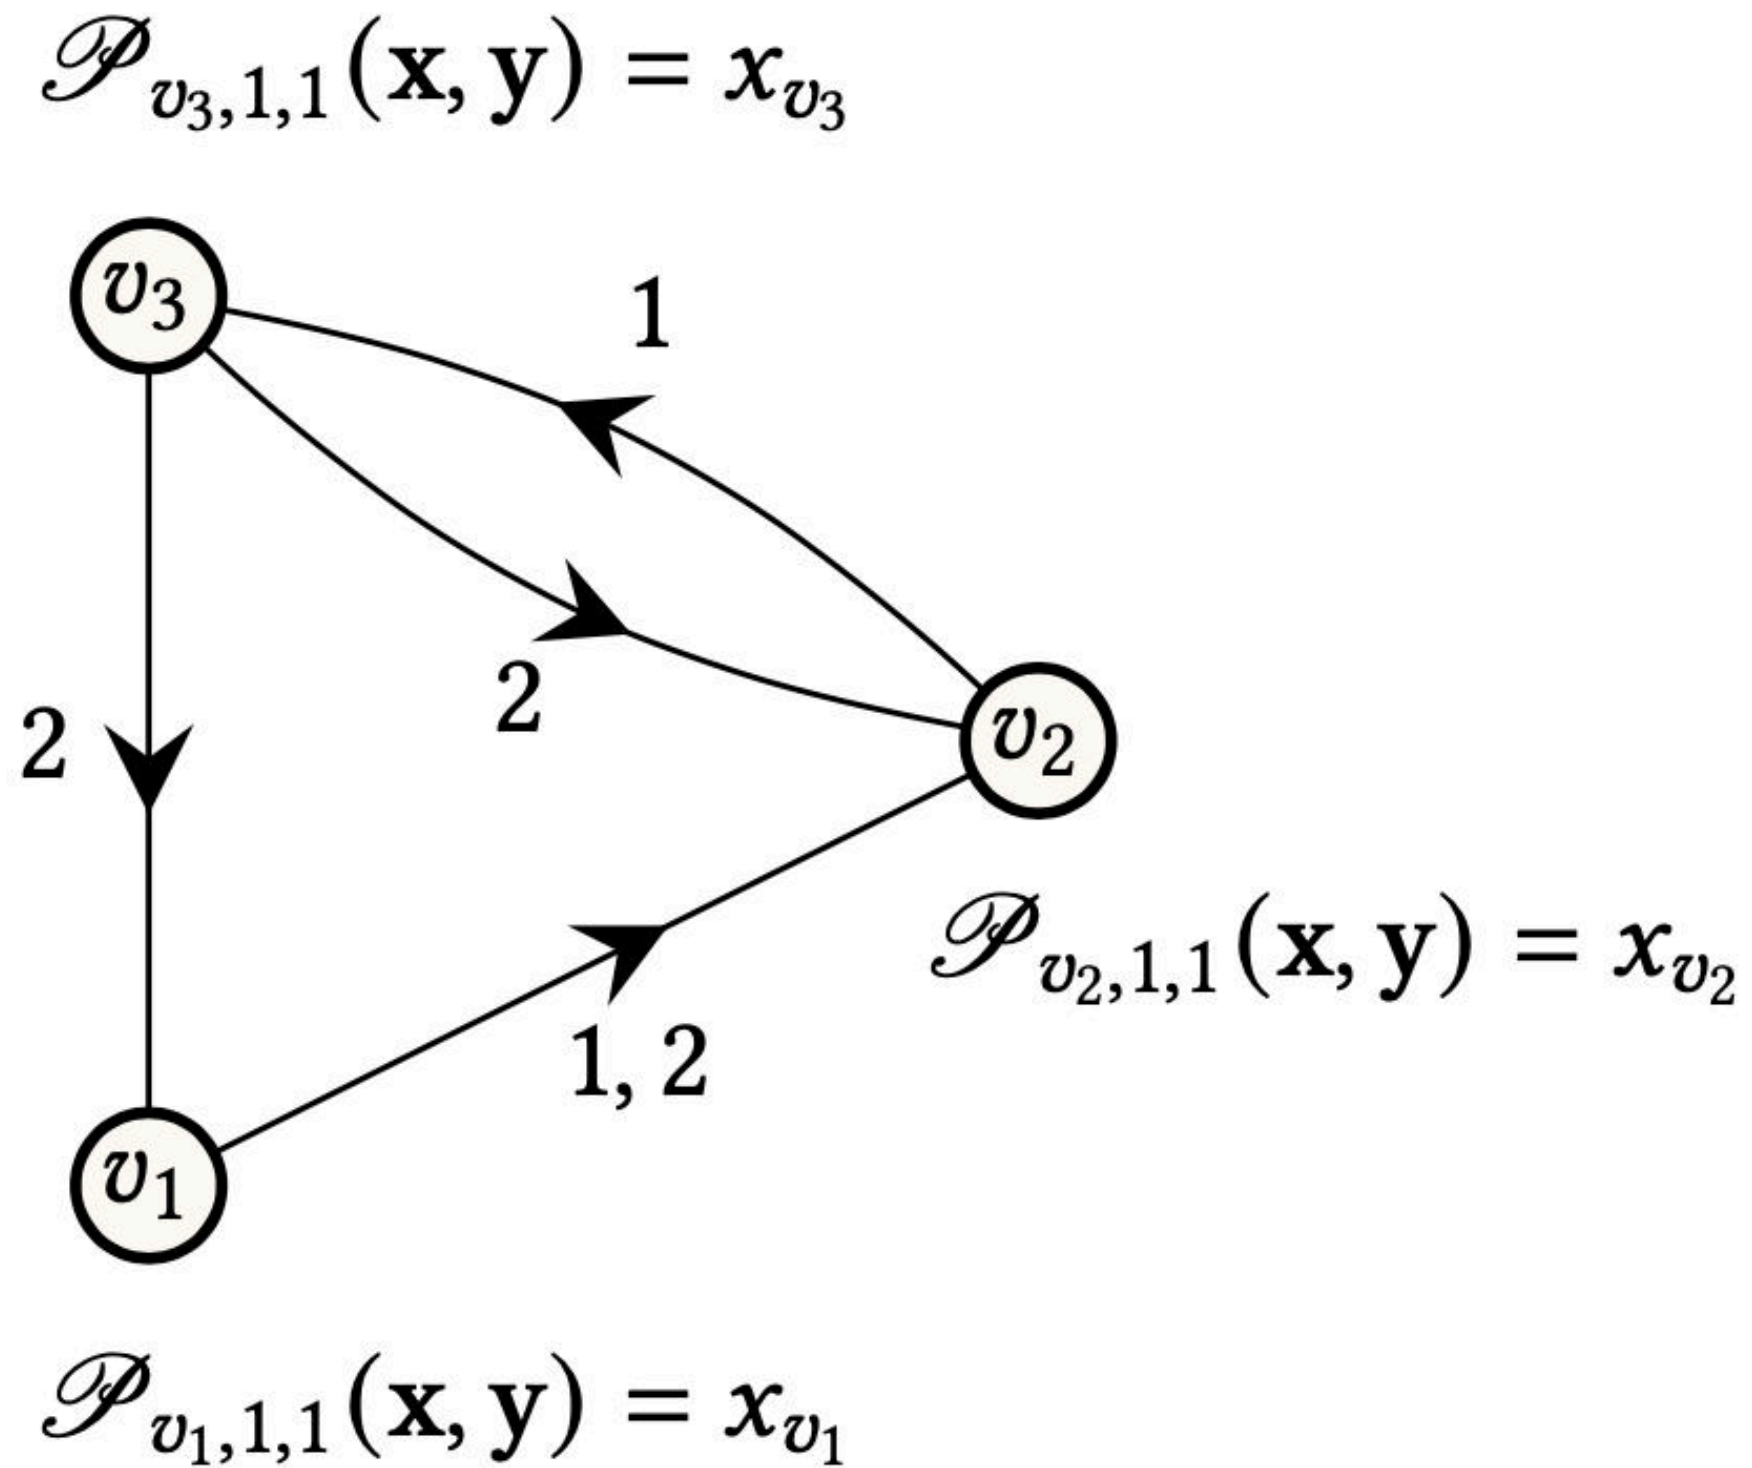 𝒫_{v_3,1,1}(𝐱, 𝐲) = x_{v_3}
v_3
1
2
2
v_2
𝒫_{v_2,1,1}(𝐱, 𝐲) = x_{v_2}
1, 2
v_1
𝒫_{v_1,1,1}(𝐱, 𝐲) = x_{v_1}